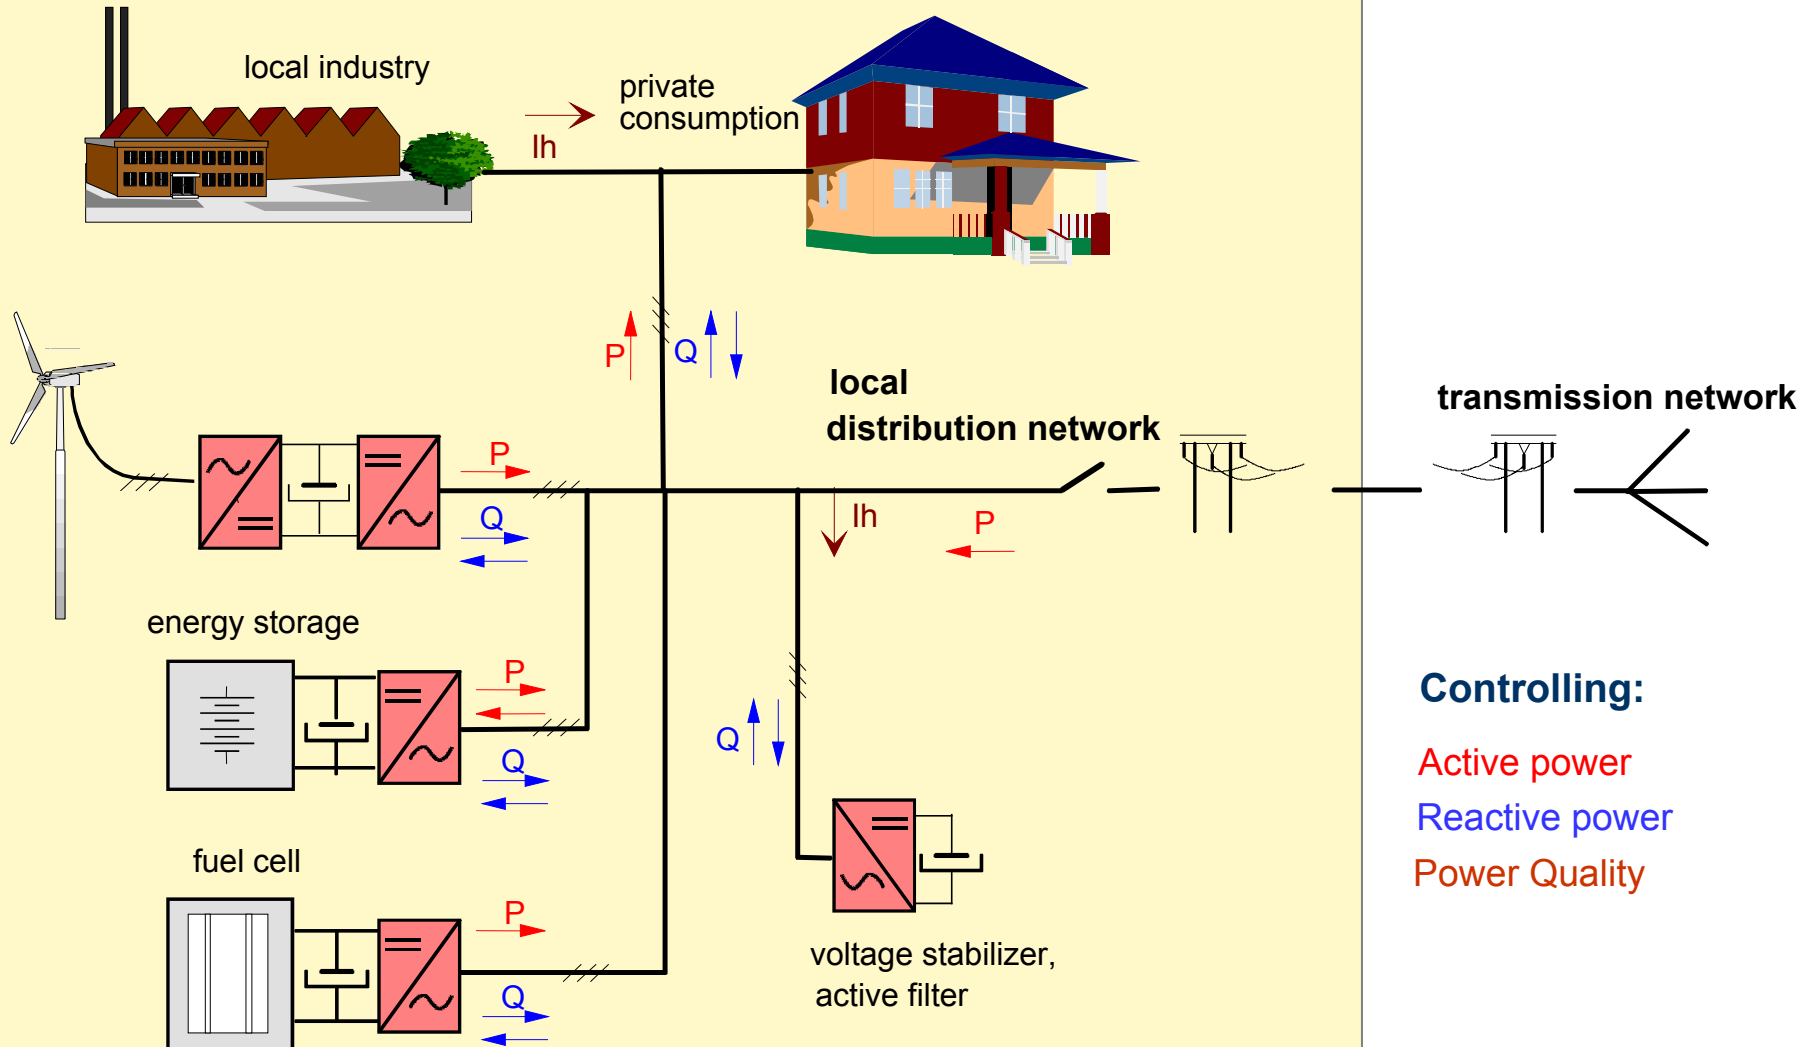 local industry
private
consumption
Ih
P
Q
local
distribution network
transmission network
P
Q
Ih
P
energy storage
P
Q
Q
Controlling:
Active power
Reactive power
Power Quality
fuel cell
P
Q
voltage stabilizer,
active filter